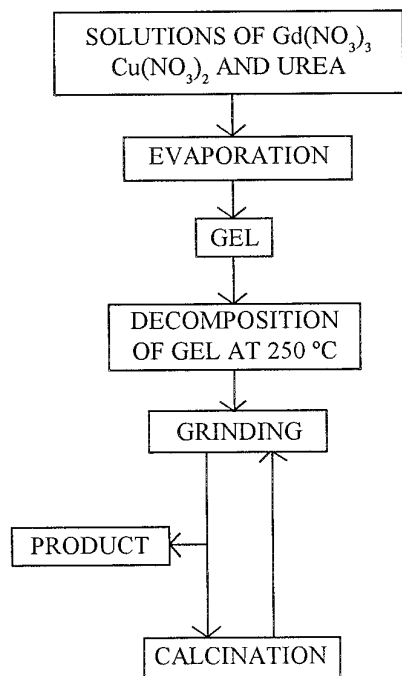 SOLUTIONS OF Gd(NO₃)₃
Cu(NO₃)₂ AND UREA
EVAPORATION
GEL
DECOMPOSITION
OF GEL AT 250 ºC
GRINDING
PRODUCT
CALCINATION